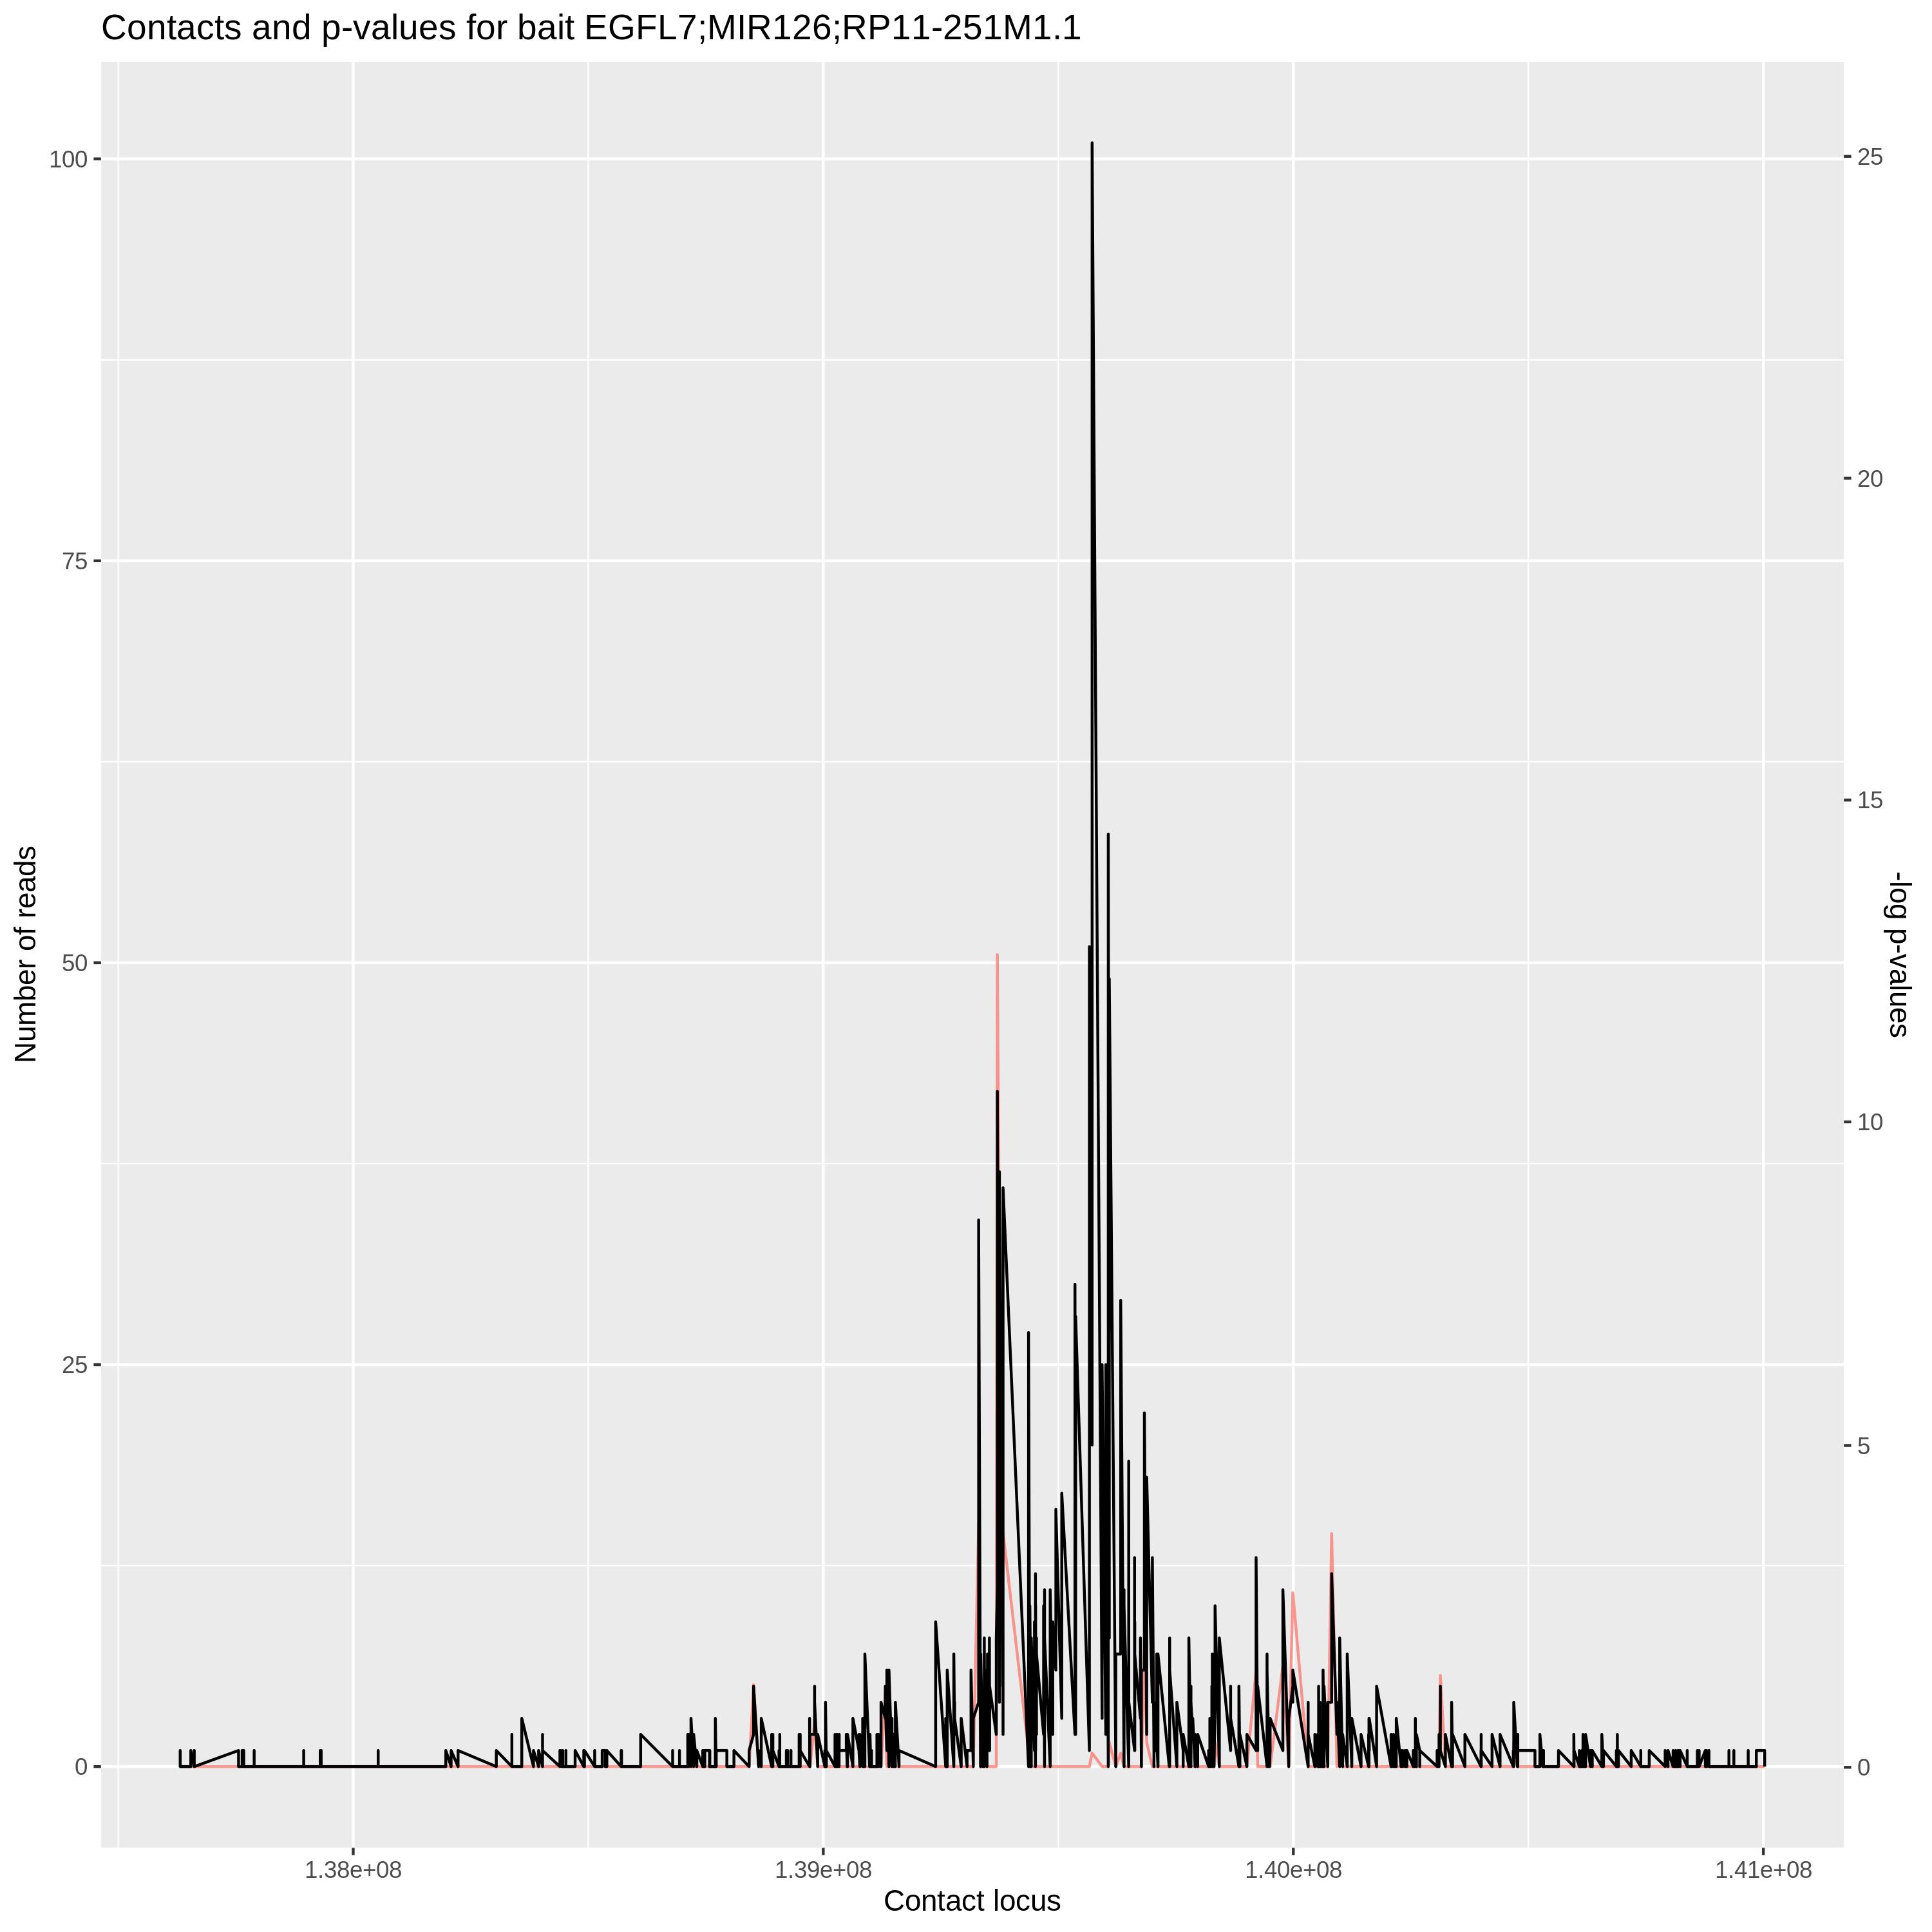 Contacts and p-values for bait EGFL7;MIR126;RP11-251M1.1
100
75
50
25
0
Number of reads
25
20
15
10
5
0
-log p-values
1.38e+08
1.39e+08
1.40e+08
1.41e+08
Contact locus